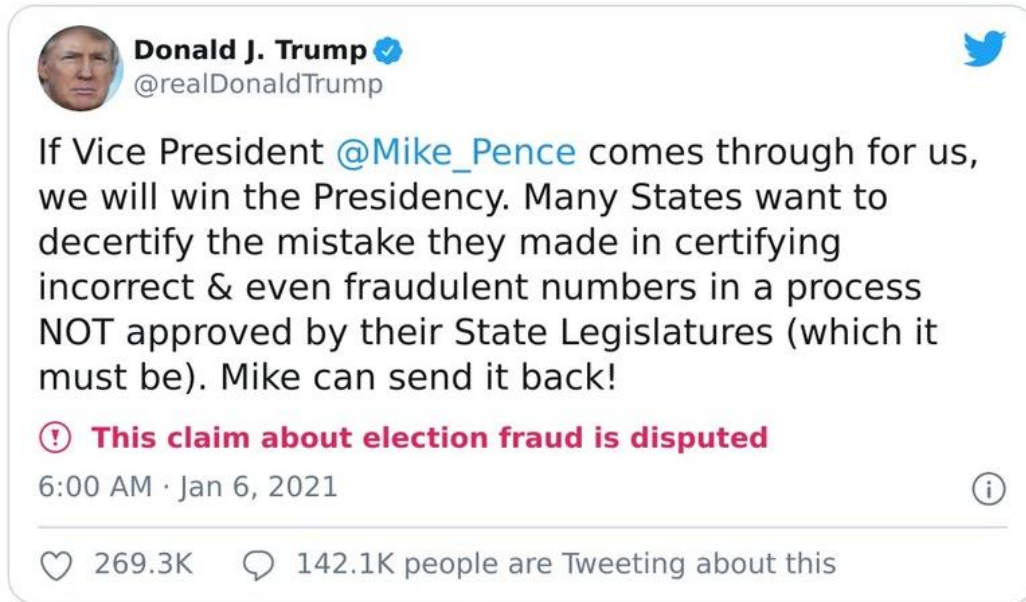 Donald J. Trump
@realDonaldTrump
If Vice President @Mike_Pence comes through for us,
we will win the Presidency. Many States want to
decertify the mistake they made in certifying
incorrect & even fraudulent numbers in a process
NOT approved by their State Legislatures (which it
must be). Mike can send it back!
This claim about election fraud is disputed
6:00 AM · Jan 6, 2021
269.3K 142.1K people are Tweeting about this